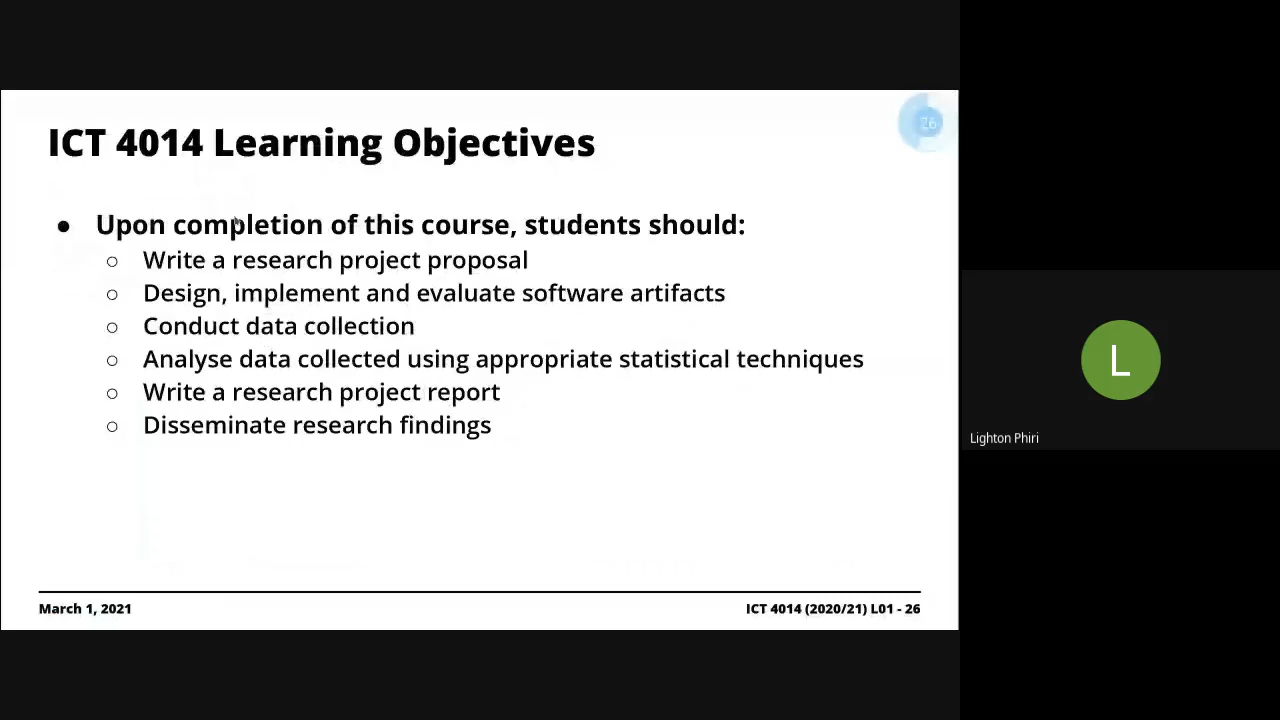 ICT 4014 Learning Objectives
26
● Upon completion of this course, students should:
○ Write a research project proposal
○ Design, implement and evaluate software artifacts
○ Conduct data collection
○ Analyse data collected using appropriate statistical techniques
○ Write a research project report
○ Disseminate research findings
March 1, 2021
ICT 4014 (2020/21) L01 - 26
L
Lighton Phiri